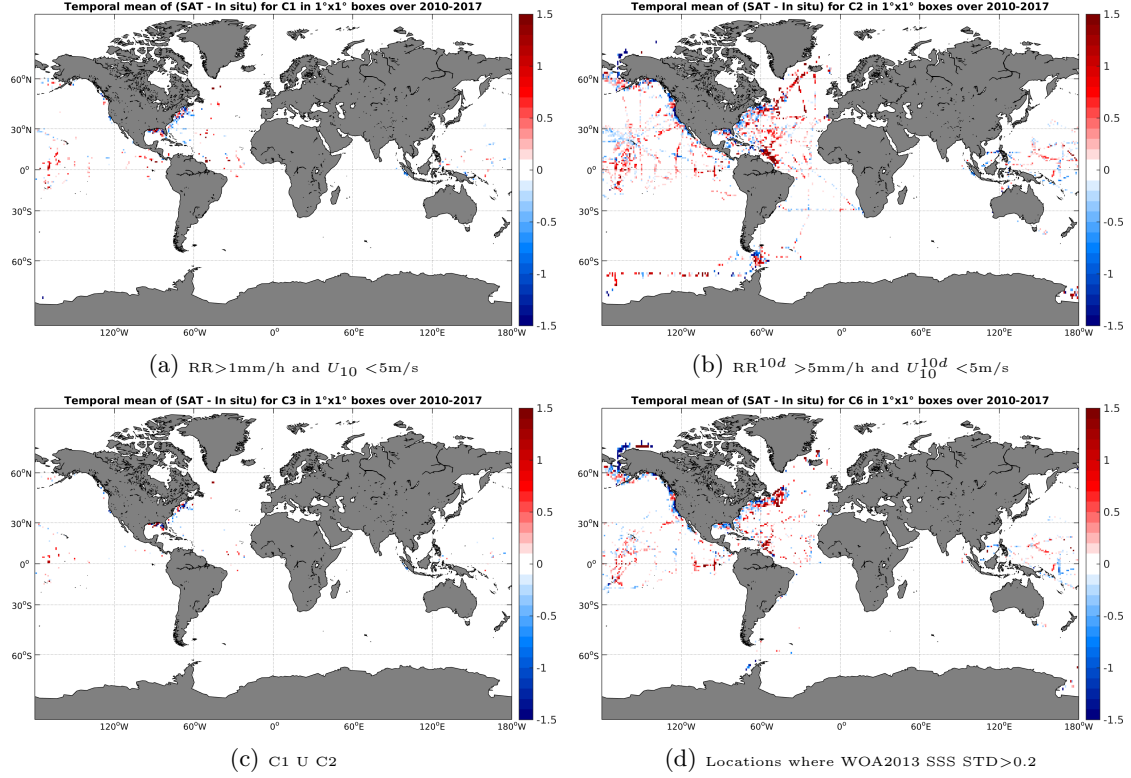 Temporal mean of (SAT - In situ) for C1 in 1°x1° boxes over 2010-2017
60°N
30°N
0°
30°S
60°S
120°W 60°W 0°E 60°E 120°E 180°W
1.5
1
0.5
0
-0.5
-1
-1.5
(a) RR>1mm/h and U10 <5m/s
Temporal mean of (SAT - In situ) for C2 in 1°x1° boxes over 2010-2017
60°N
30°N
0°
30°S
60°S
120°W 60°W 0°E 60°E 120°E 180°W
1.5
1
0.5
0
-0.5
-1
-1.5
(b) RR^10d >5mm/h and U10^10d <5m/s
Temporal mean of (SAT - In situ) for C3 in 1°x1° boxes over 2010-2017
60°N
30°N
0°
30°S
60°S
120°W 60°W 0°E 60°E 120°E 180°W
1.5
1
0.5
0
-0.5
-1
-1.5
(c) C1 U C2
Temporal mean of (SAT - In situ) for C6 in 1°x1° boxes over 2010-2017
60°N
30°N
0°
30°S
60°S
120°W 60°W 0°E 60°E 120°E 180°W
1.5
1
0.5
0
-0.5
-1
-1.5
(d) Locations where WOA2013 SSS STD>0.2